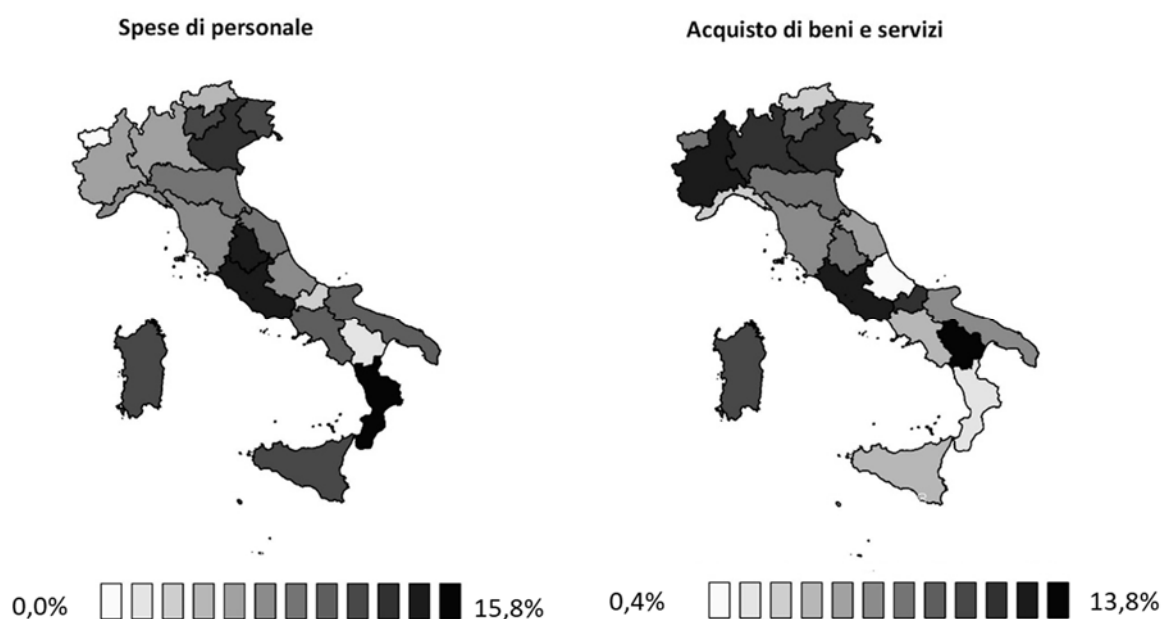 Spese di personale
Acquisto di beni e servizi
0,0%
15,8%
0,4%
13,8%